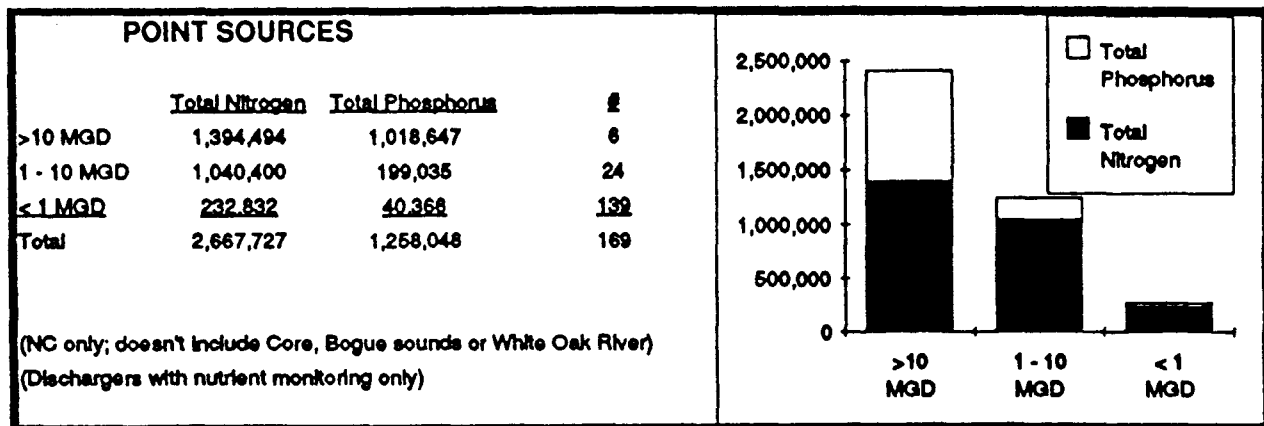 POINT SOURCES
Total Nitrogen Total Phosphorus #
>10 MGD 1,394,494 1,018,647 6
1 - 10 MGD 1,040,400 199,035 24
< 1 MGD 232,832 40,366 139
Total 2,667,727 1,258,048 169
(NC only; doesn't include Core, Bogue sounds or White Oak River)
(Dischargers with nutrient monitoring only)
Total
Phosphorus
Total
Nitrogen
2,500,000
2,000,000
1,500,000
1,000,000
500,000
0
>10 1 - 10 < 1
MGD MGD MGD